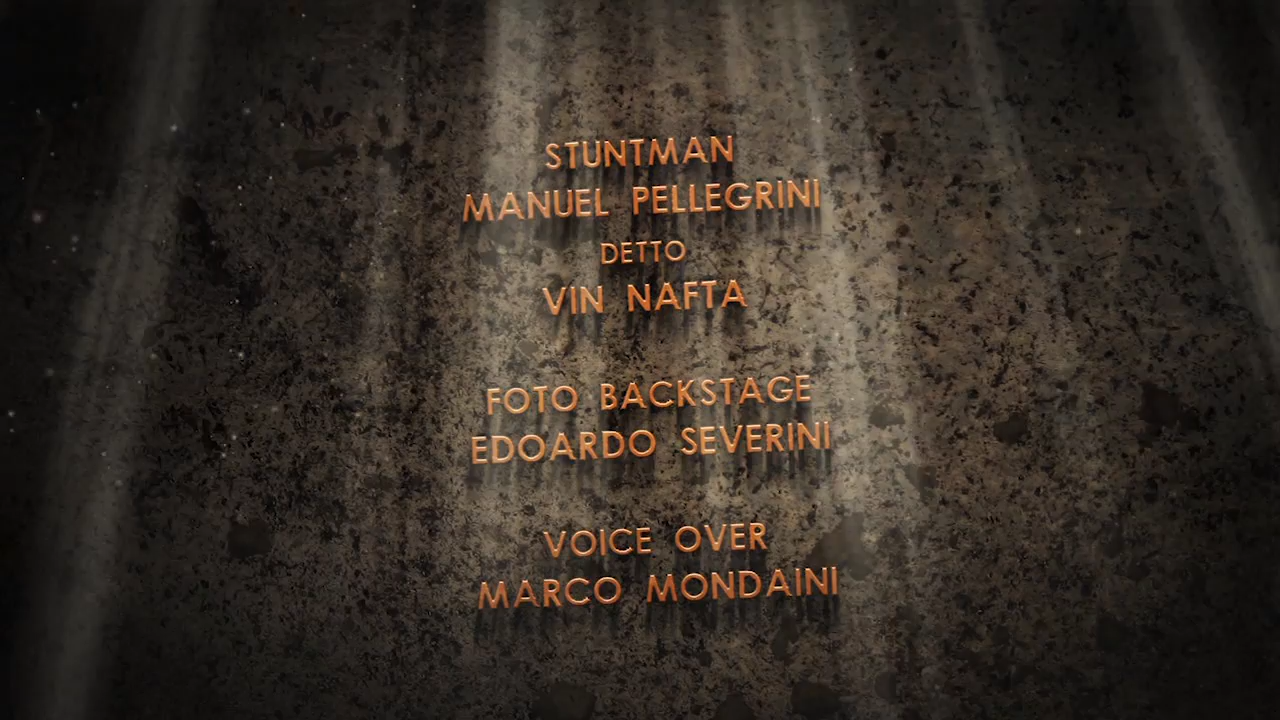 STUNTMAN
MANUEL PELLEGRINI
DETTO
VIN NAFTA
FOTO BACKSTAGE
EDOARDO SEVERINI
VOICE OVER
MARCO MONDAINI